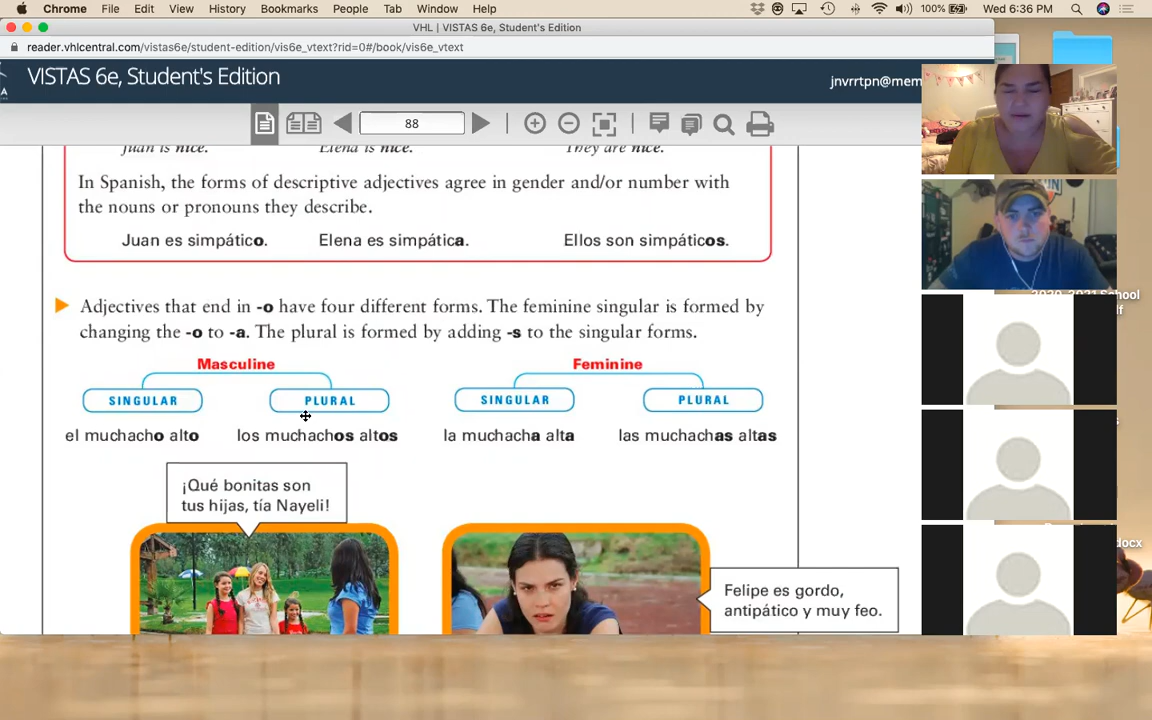 Chrome File Edit View History Bookmarks People Tab Window Help 100% Wed 6:36 PM
VHL | VISTAS 6e, Student's Edition
reader.vhlcentral.com/vistas6e/student-edition/vis6e_vtext?rid=0#/book/vis6e_vtext
VISTAS 6e, Student's Edition
jnvrrtpn@mem
88
Juan is nice. Elena is nice. They are nice.
In Spanish, the forms of descriptive adjectives agree in gender and/or number with
the nouns or pronouns they describe.
Juan es simpático. Elena es simpática. Ellos son simpáticos.
Adjectives that end in -o have four different forms. The feminine singular is formed by
changing the -o to -a. The plural is formed by adding -s to the singular forms.
Masculine Feminine
SINGULAR PLURAL SINGULAR PLURAL
el muchacho alto los muchachos altos la muchacha alta las muchachas altas
¡Qué bonitas son
tus hijas, tía Nayeli!
Felipe es gordo,
antipático y muy feo.
School
docx